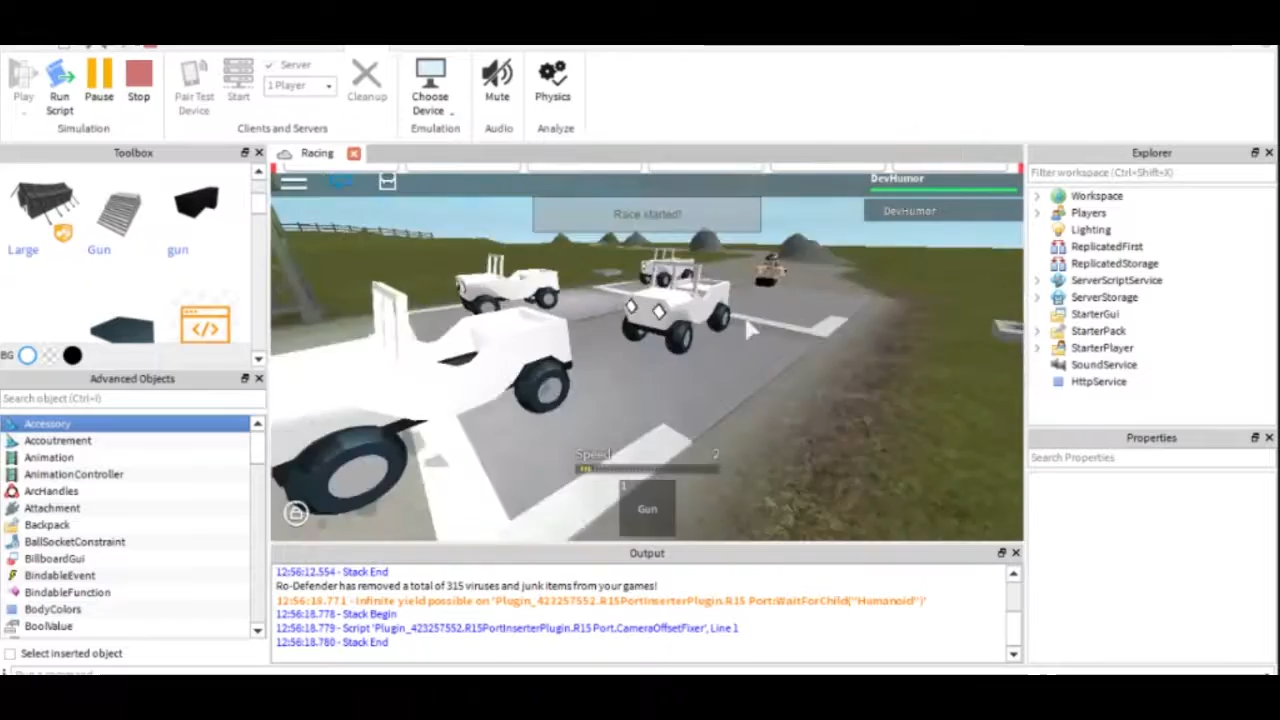 Play
Run
Script
Pause
Stop
Simulation
Pair Test
Device
Start
Server
1 Player
Cleanup
Clients and Servers
Choose
Device
Emulation
Mute
Audio
Physics
Analyze
Toolbox
Large
Gun
gun
BG
Advanced Objects
Search object (Ctrl+I)
Accessory
Accoutrement
Animation
AnimationController
ArcHandles
Attachment
Backpack
BallSocketConstraint
BillboardGui
BindableEvent
BindableFunction
BodyColors
BoolValue
Select inserted object
Racing
DevHumor
DevHumor
Race started!
Speed 2
1
Gun
Output
12:56:12.554 - Stack End
Ro-Defender has removed a total of 315 viruses and junk items from your games!
12:56:18.771 - Infinite yield possible on 'Plugin_423257552.R15PortInserterPlugin.R15 Port:WaitForChild("Humanoid")'
12:56:18.778 - Stack Begin
12:56:18.779 - Script 'Plugin_423257552.R15PortInserterPlugin.R15 Port.CameraOffsetFixer', Line 1
12:56:18.780 - Stack End
Explorer
Filter workspace (Ctrl+Shift+X)
Workspace
Players
Lighting
ReplicatedFirst
ReplicatedStorage
ServerScriptService
ServerStorage
StarterGui
StarterPack
StarterPlayer
SoundService
HttpService
Properties
Search Properties